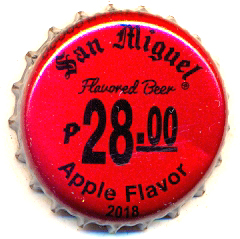 San Miguel®
Flavored Beer
₱28.00
Apple Flavor
2018